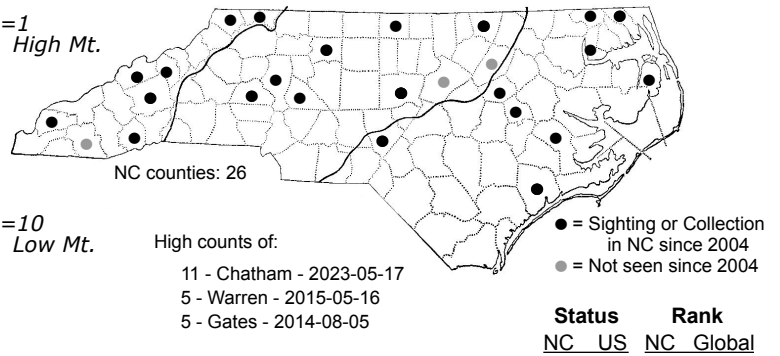 =1
High Mt.
NC counties: 26
=10
Low Mt.
High counts of:
11 - Chatham - 2023-05-17
5 - Warren - 2015-05-16
5 - Gates - 2014-08-05
● = Sighting or Collection
in NC since 2004
● = Not seen since 2004
Status Rank
NC US NC Global